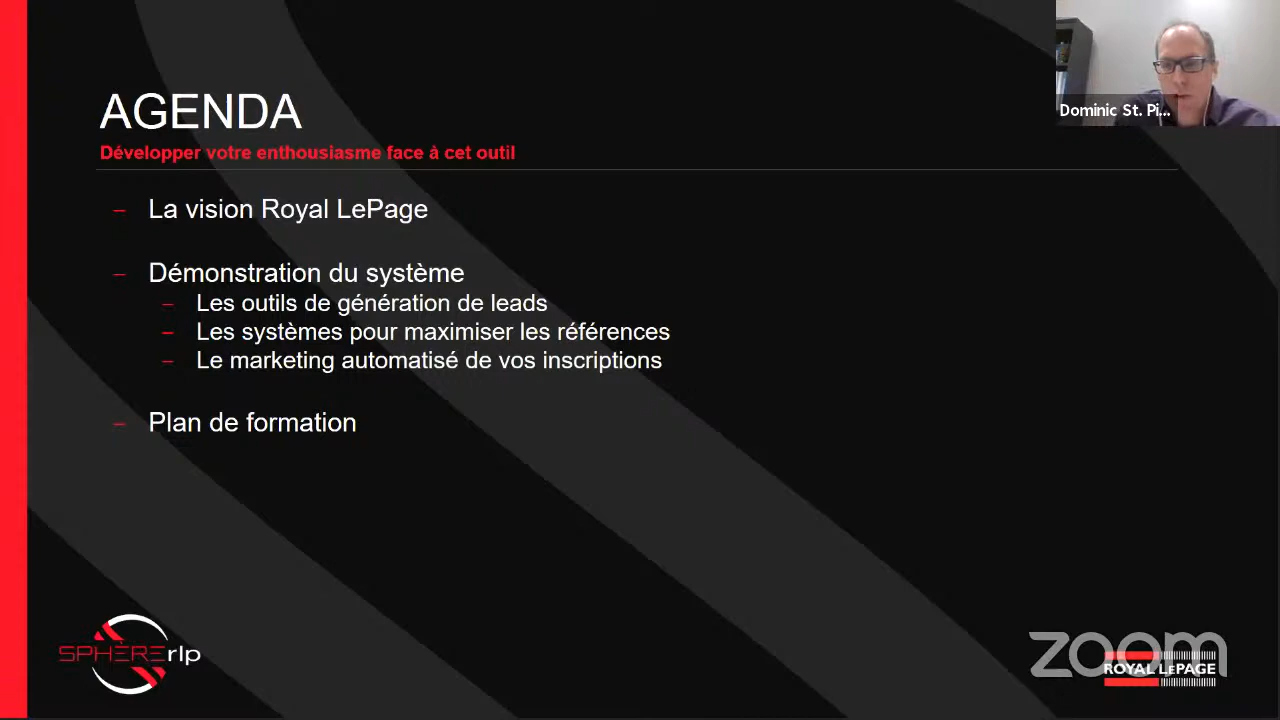 AGENDA
Développer votre enthousiasme face à cet outil
– La vision Royal LePage
– Démonstration du système
– Les outils de génération de leads
– Les systèmes pour maximiser les références
– Le marketing automatisé de vos inscriptions
– Plan de formation
Dominic St. Pi...
SPHÈRErlp
zoom
ROYAL LEPAGE